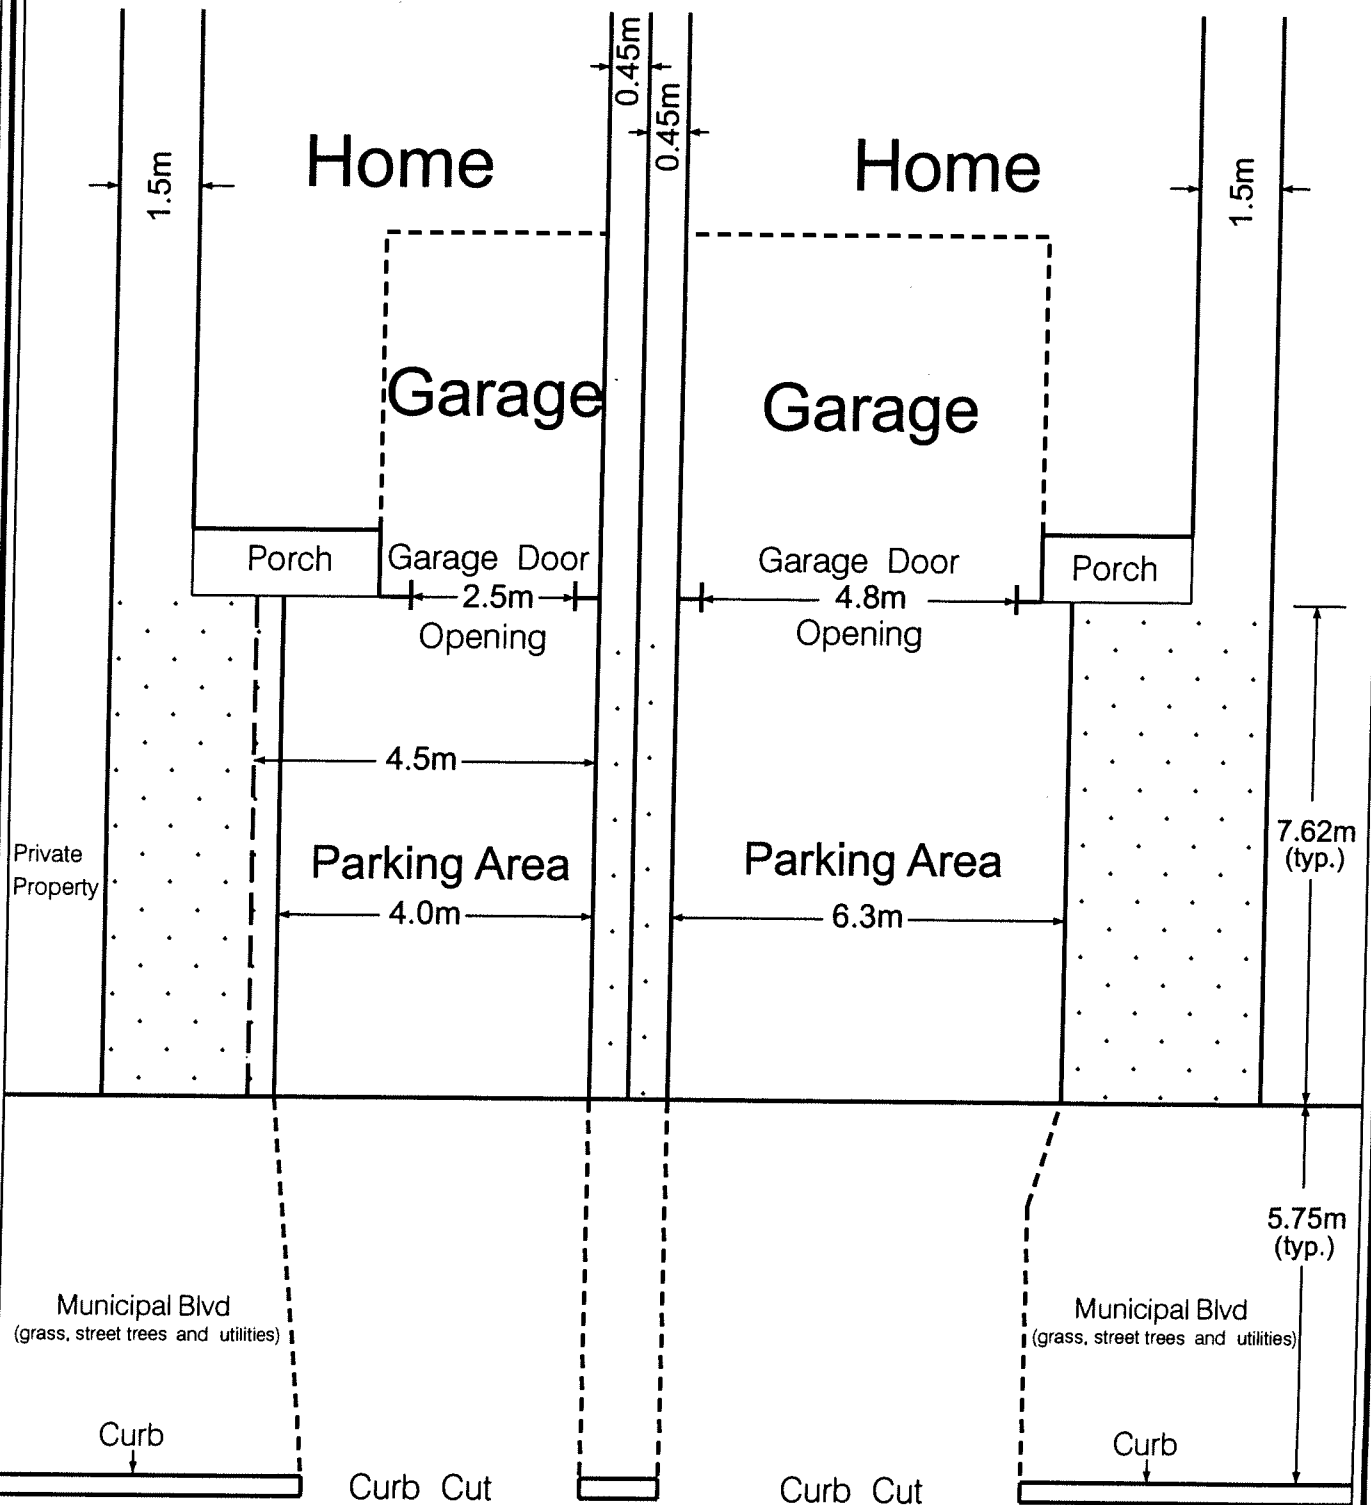 0.45m
0.45m
Home
Home
1.5m
1.5m
Garage
Garage
Porch
Garage Door
2.5m
Opening
Garage Door
4.8m
Opening
Porch
4.5m
7.62m
(typ.)
Private
Property
Parking Area
4.0m
Parking Area
6.3m
5.75m
(typ.)
Municipal Blvd
(grass, street trees and utilities)
Municipal Blvd
(grass, street trees and utilities)
Curb
Curb
Curb Cut
Curb Cut